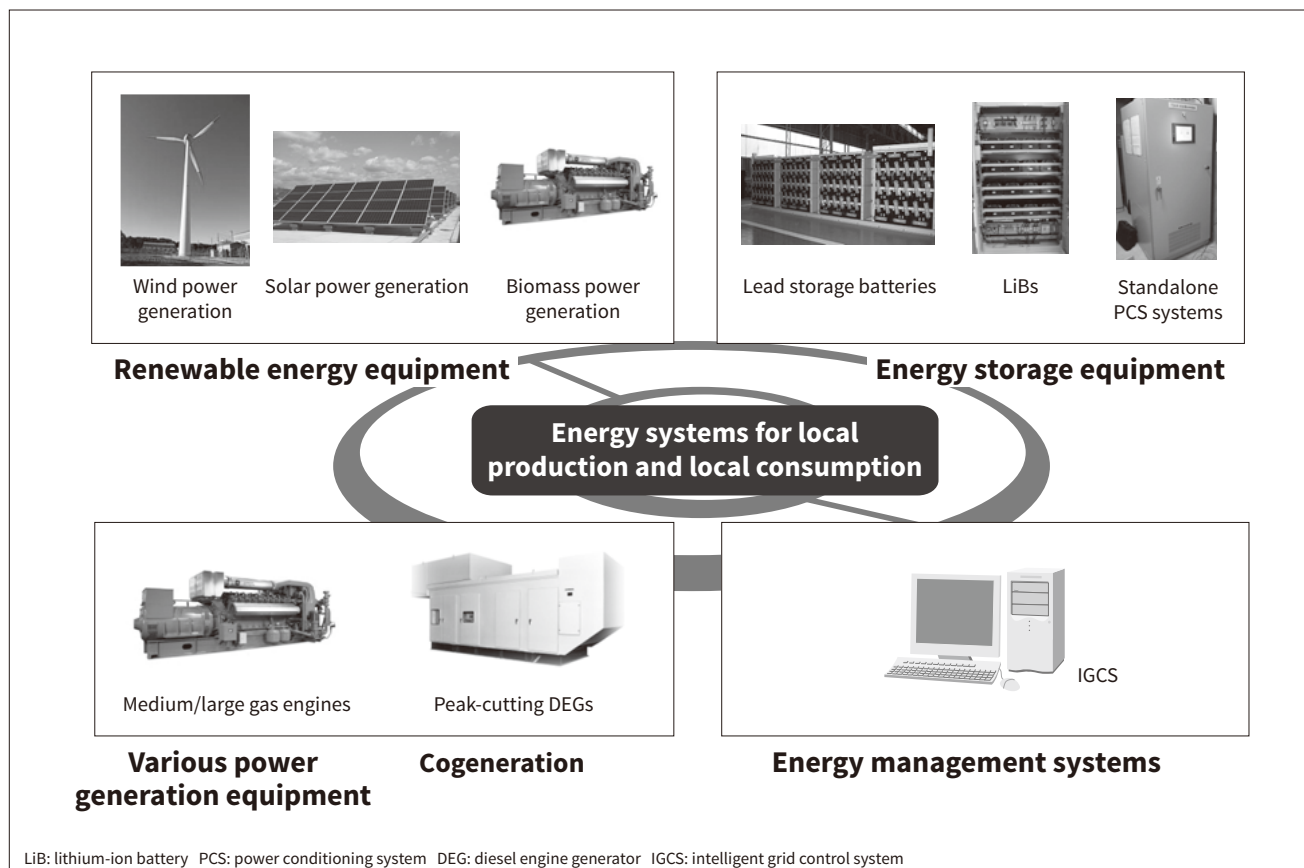 Wind power
generation
Solar power generation
Biomass power
generation
Renewable energy equipment
Lead storage batteries
LiBs
Standalone
PCS systems
Energy storage equipment
Energy systems for local
production and local consumption
Medium/large gas engines
Peak-cutting DEGs
Various power
generation equipment
Cogeneration
IGCS
Energy management systems
LiB: lithium-ion battery PCS: power conditioning system DEG: diesel engine generator IGCS: intelligent grid control system